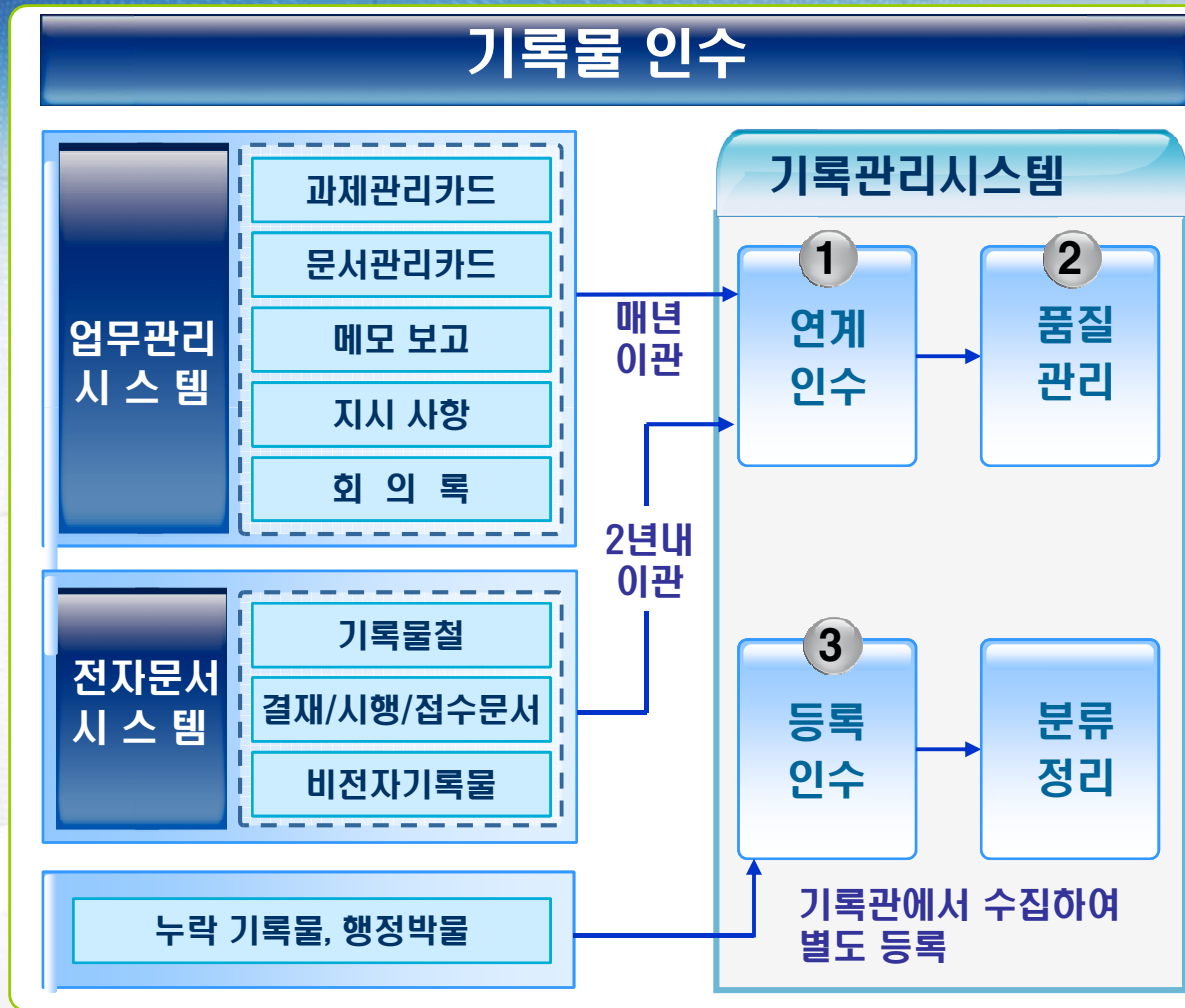 기록물 인수
업무관리
시 스 템
과제관리카드
문서관리카드
메모 보고
지시 사항
회 의 록
매년
이관
전자문서
시 스 템
기록물철
결재/시행/접수문서
비전자기록물
2년내
이관
누락 기록물, 행정박물
기록관리시스템
1
연계
인수
2
품질
관리
3
등록
인수
분류
정리
기록관에서 수집하여
별도 등록